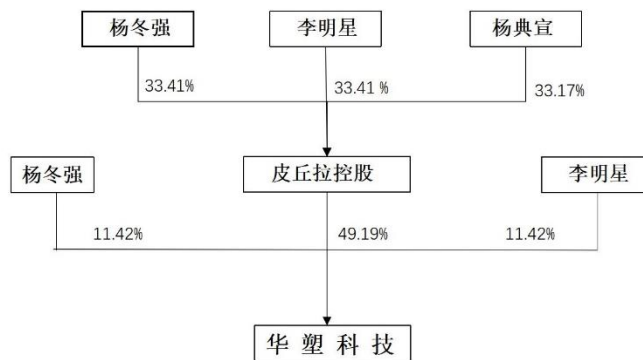 杨冬强 李明星 杨典宣
33.41% 33.41 % 33.17%
杨冬强 皮丘拉控股 李明星
11.42% 49.19% 11.42%
华 塑 科 技